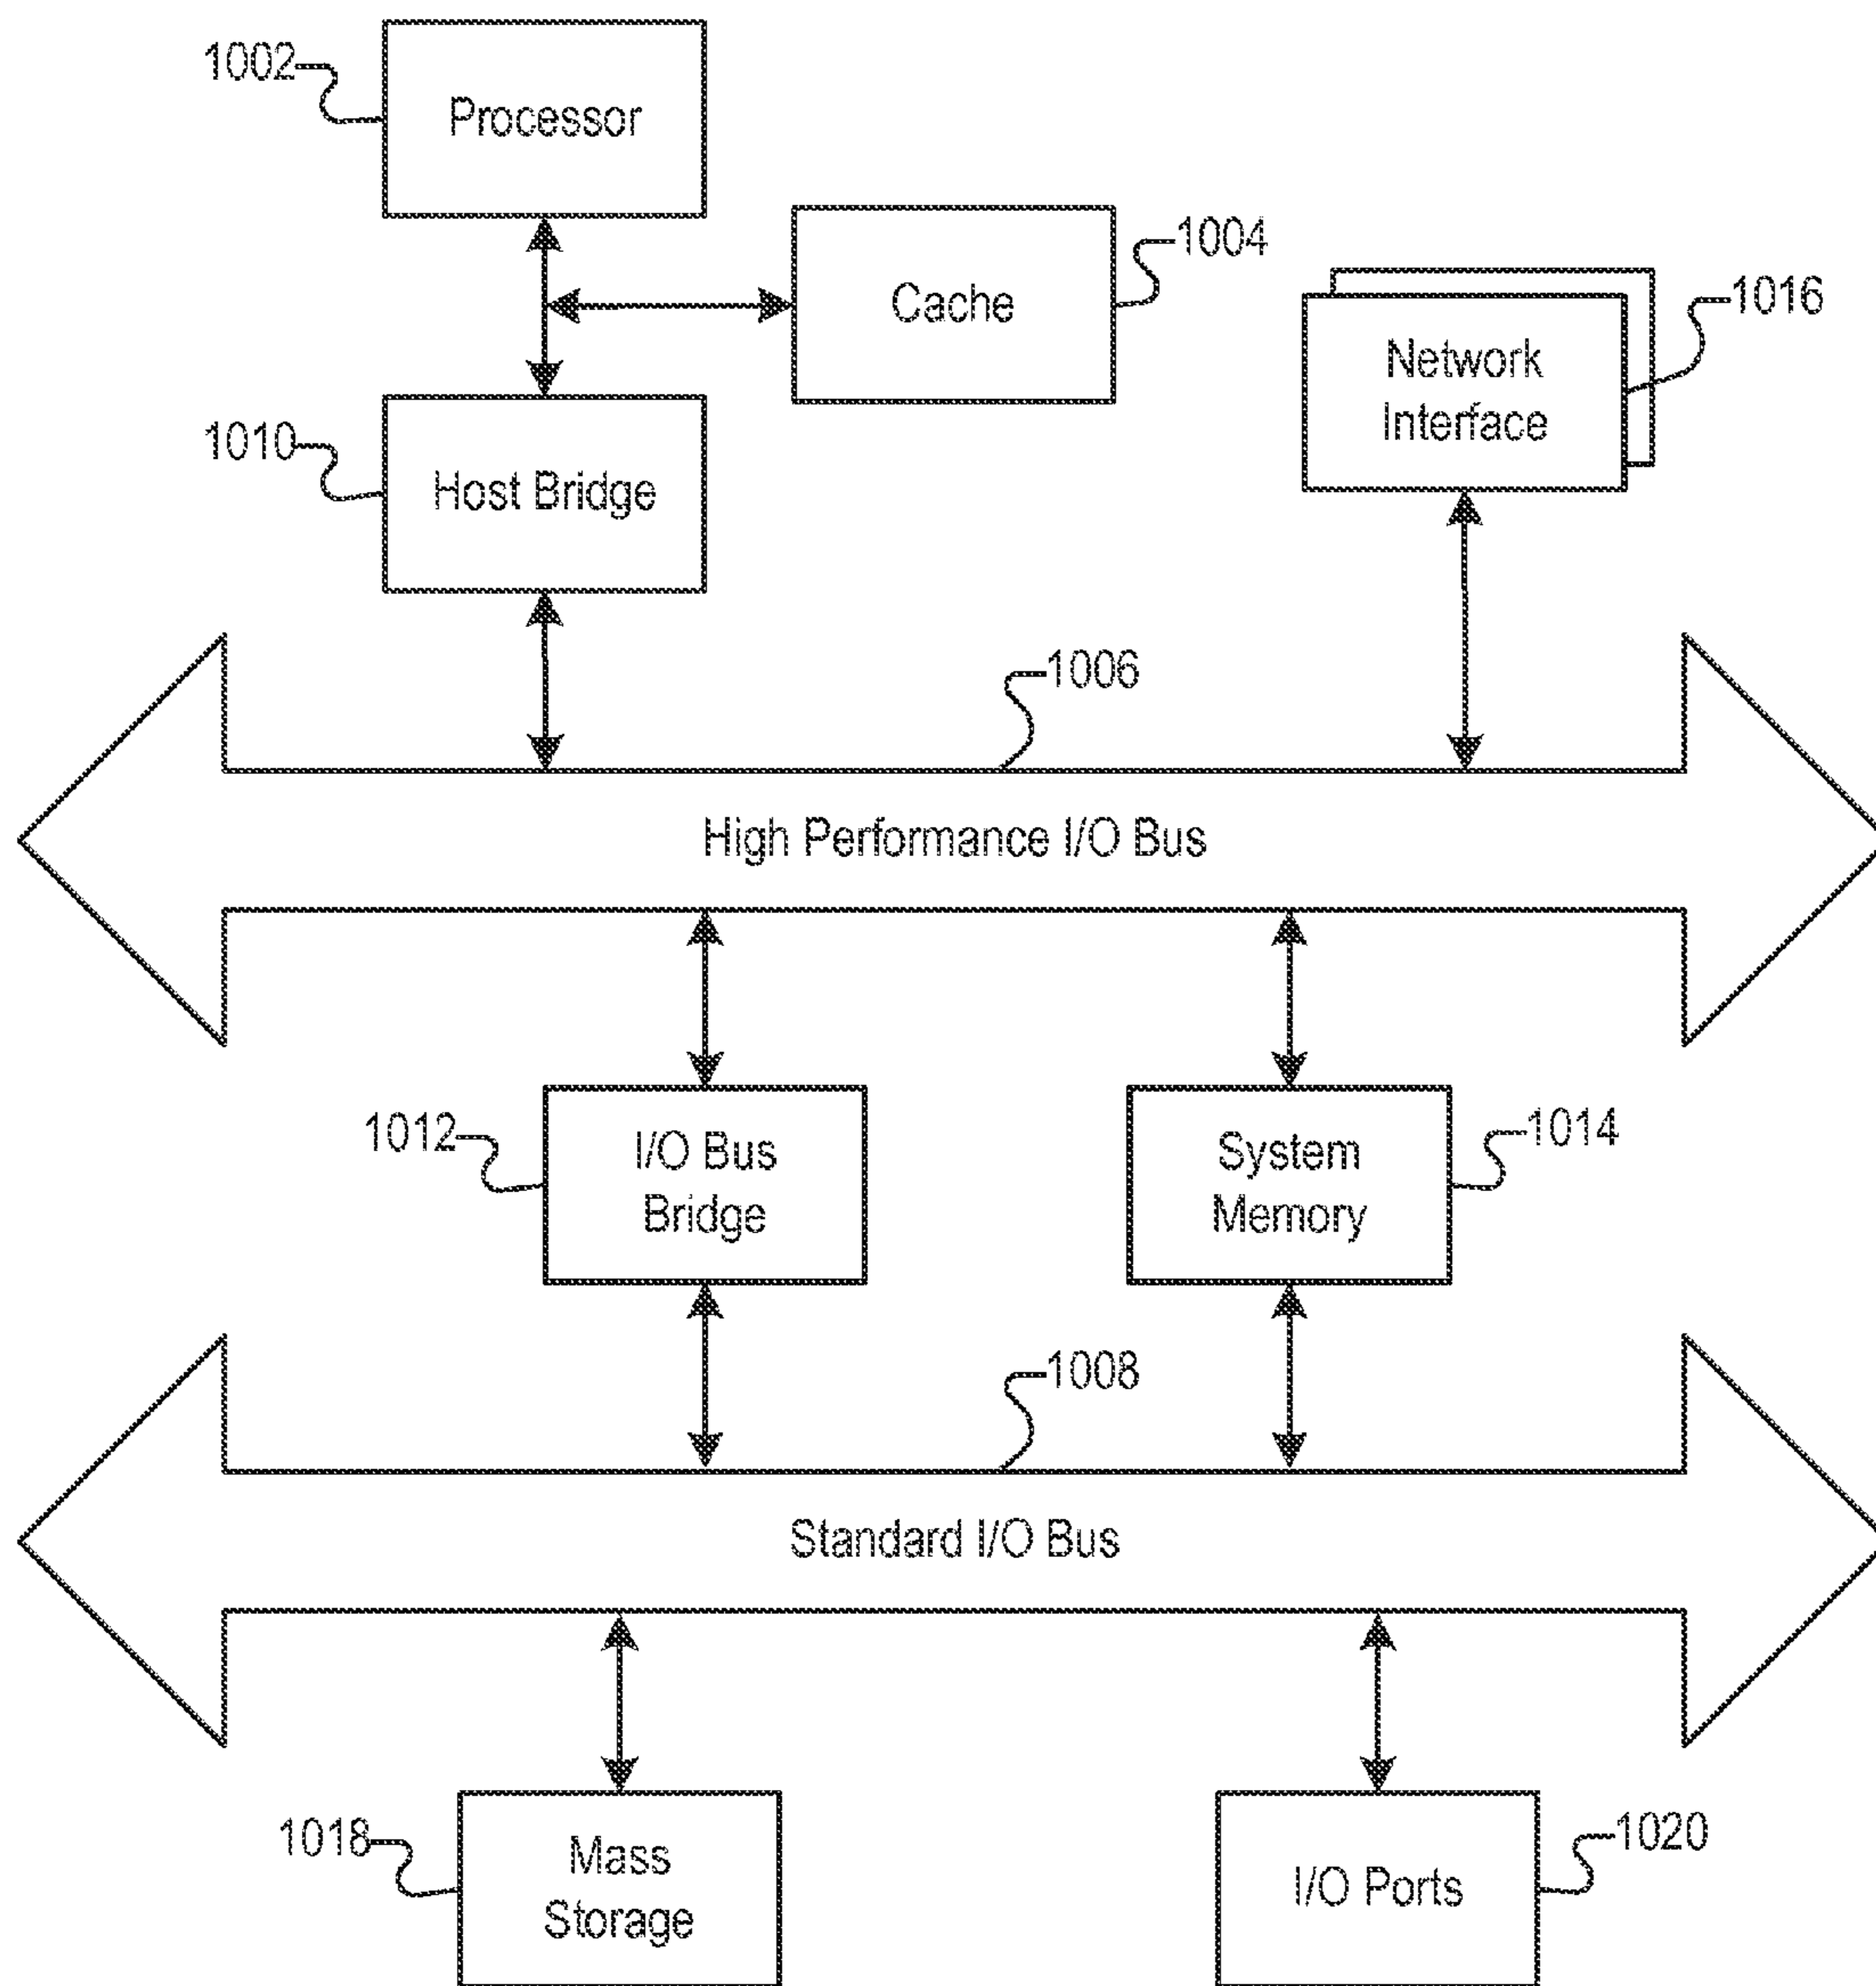 1002
Processor
1004
Cache
1016
Network
Interface
1010
Host Bridge
1006
High Performance I/O Bus
1012
I/O Bus
Bridge
System
Memory
1014
1008
Standard I/O Bus
1018
Mass
Storage
I/O Ports
1020